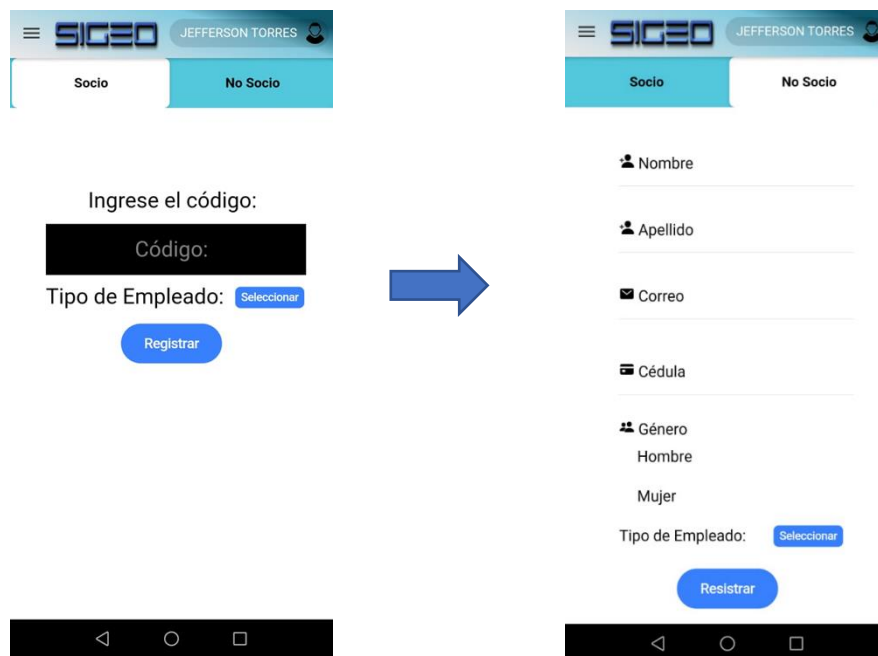 SIGEO JEFFERSON TORRES
Socio No Socio
Ingrese el código:
Código:
Tipo de Empleado: Seleccionar
Registrar
SIGEO JEFFERSON TORRES
Socio No Socio
Nombre
Apellido
Correo
Cédula
Género
Hombre
Mujer
Tipo de Empleado: Seleccionar
Resistrar